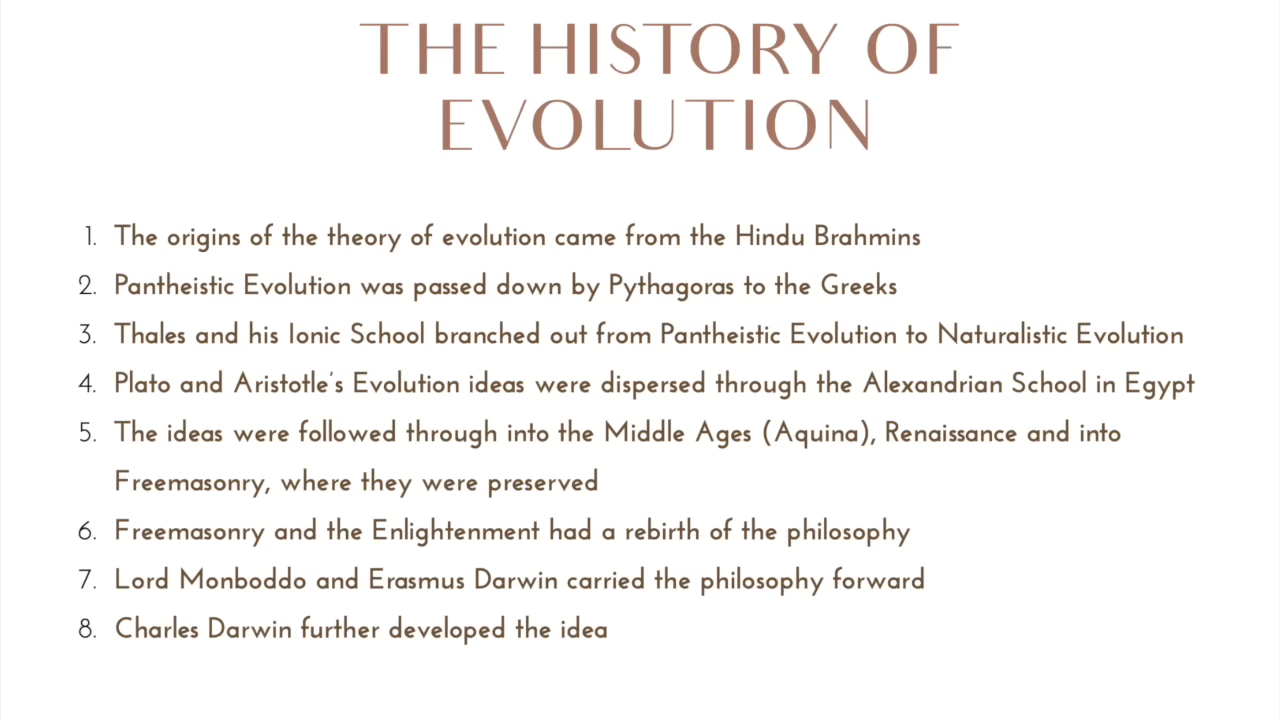 THE HISTORY OF
EVOLUTION
1. The origins of the theory of evolution came from the Hindu Brahmins
2. Pantheistic Evolution was passed down by Pythagoras to the Greeks
3. Thales and his Ionic School branched out from Pantheistic Evolution to Naturalistic Evolution
4. Plato and Aristotle's Evolution ideas were dispersed through the Alexandrian School in Egypt
5. The ideas were followed through into the Middle Ages (Aquina), Renaissance and into
Freemasonry, where they were preserved
6. Freemasonry and the Enlightenment had a rebirth of the philosophy
7. Lord Monboddo and Erasmus Darwin carried the philosophy forward
8. Charles Darwin further developed the idea